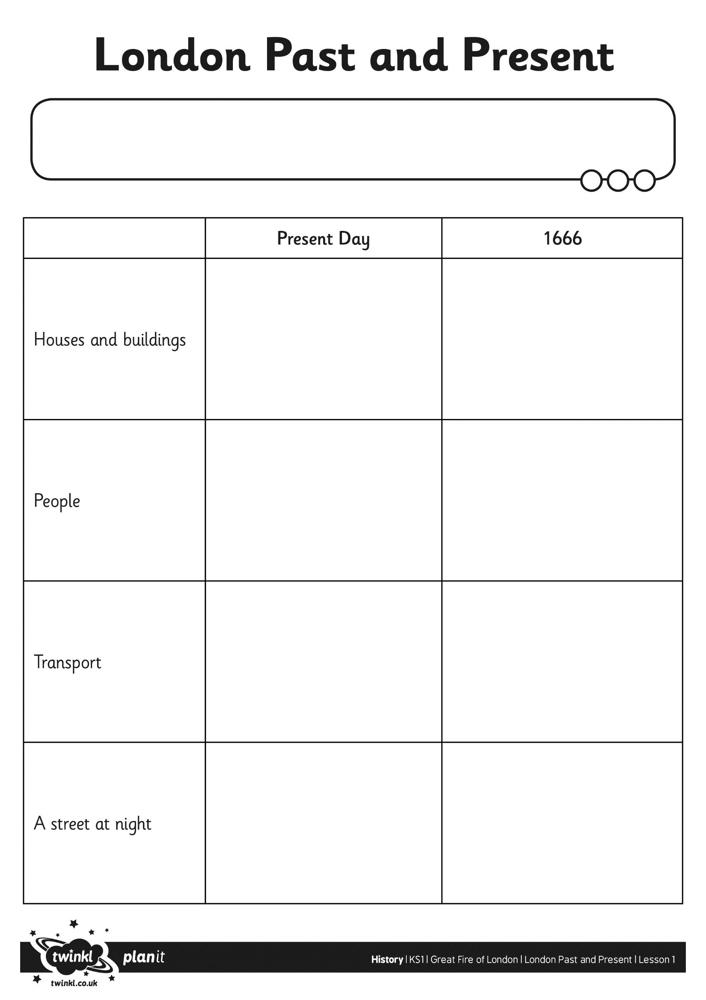 London Past and Present
Present Day
1666
Houses and buildings
People
Transport
A street at night
twinkl
planit
History | KS1 | Great Fire of London | London Past and Present | Lesson 1
twinkl.co.uk